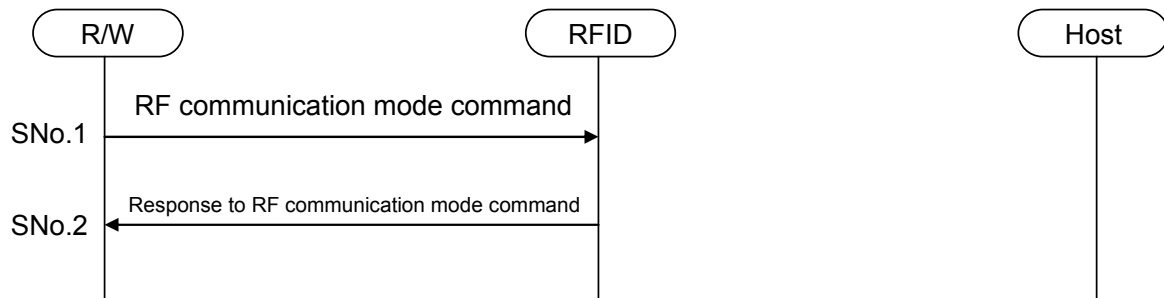 R/W
RFID
Host
RF communication mode command
SNo.1
Response to RF communication mode command
SNo.2